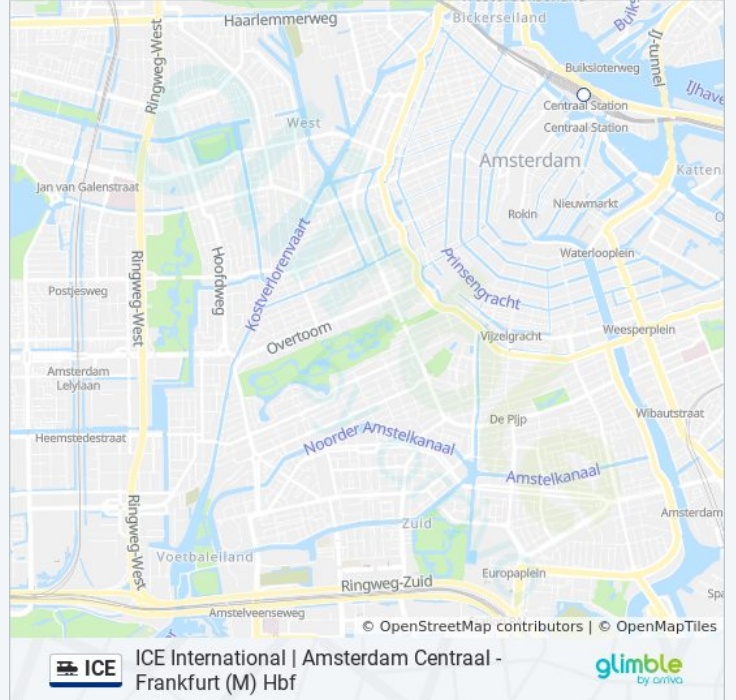 Haarlemmerweg
Bickerseiland
Ringweg-West
IJ-tunnel
Buiksloterweg
IJhave
Centraal Station
Centraal Station
West
Amsterdam
Katten
Jan van Galenstraat
Nieuwmarkt
Rokin
O
Waterlooplein
Hoofdweg
Kostverlorenvaart
Prinsengracht
Ringweg-West
Postjesweg
Overtoom
Vijzelgracht
Weesperplein
Amsterdam
Lelylaan
De Pijp
Wibautstraat
Heemstedestraat
Noorder Amstelkanaal
Amstelkanaal
Ringweg-West
Amsterdam
Zuid
Voetbaleiland
Europaplein
Ringweg-Zuid
Spa
Amstelveenseweg
© OpenStreetMap contributors | © OpenMapTiles
ICE
ICE International | Amsterdam Centraal -
Frankfurt (M) Hbf
glimble
by arriva